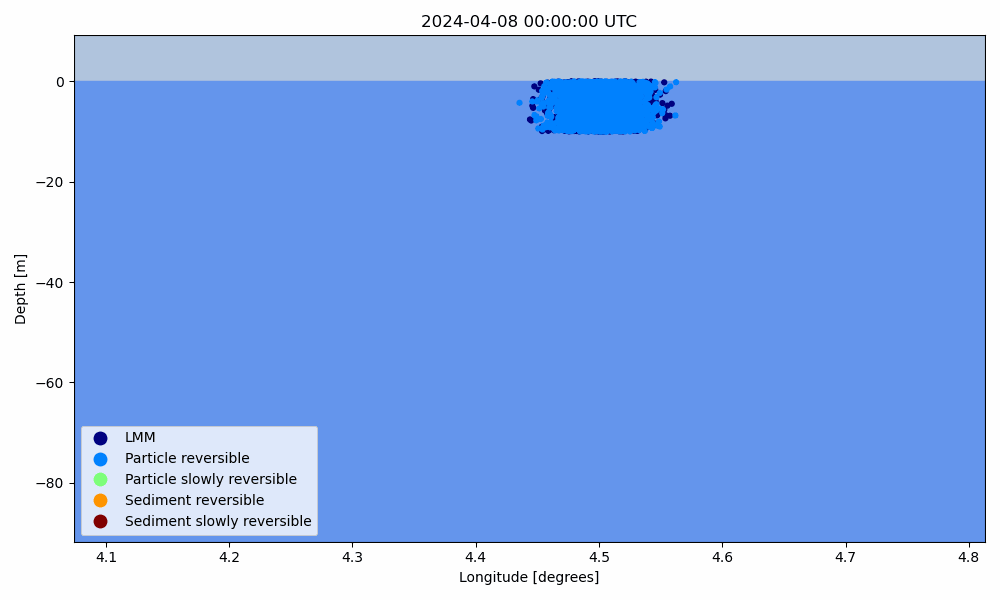 2024-04-08 00:00:00 UTC
0
−20
−40
−60
−80
Depth [m]
LMM
Particle reversible
Particle slowly reversible
Sediment reversible
Sediment slowly reversible
4.1 4.2 4.3 4.4 4.5 4.6 4.7 4.8
Longitude [degrees]